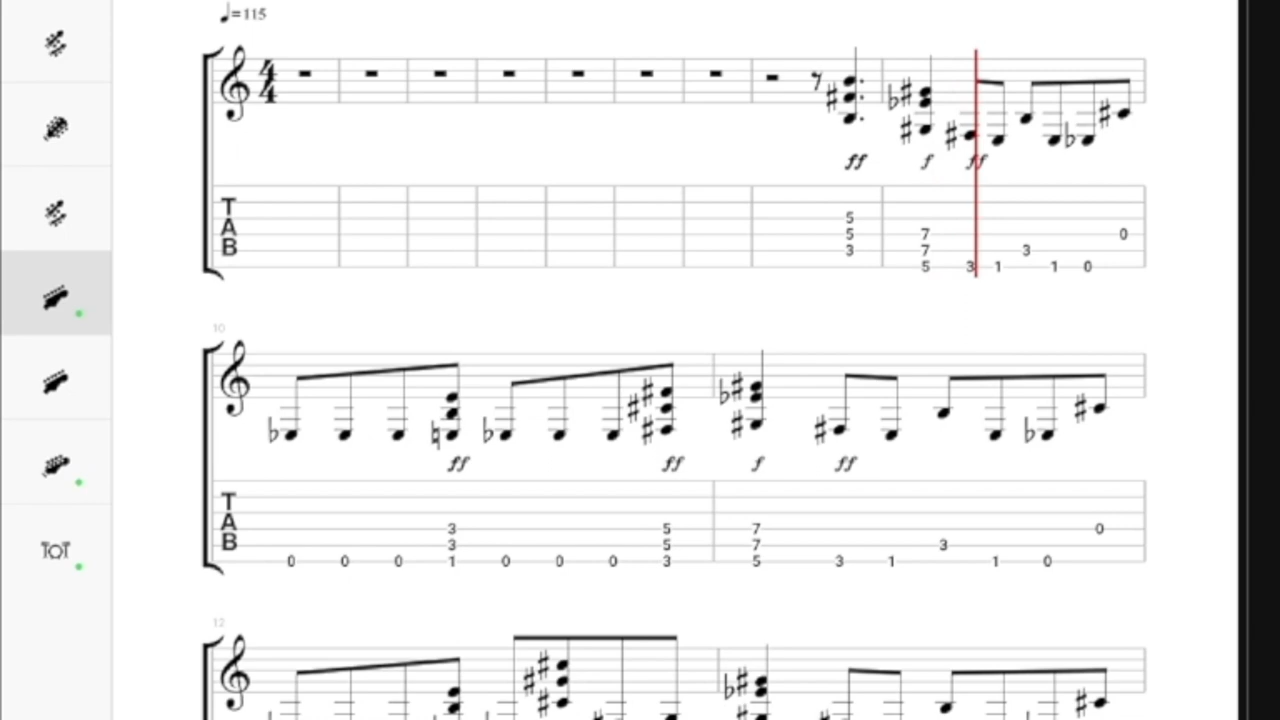 ♩=115
4
4
ff f ff
T
A
B
5
5 7 0
3 7 3
5 3 1 1 0
10
ff ff f ff
T
A
B
3 5 7 0
3 5 7 3
0 0 0 1 0 0 0 3 5 3 1 1 0
12